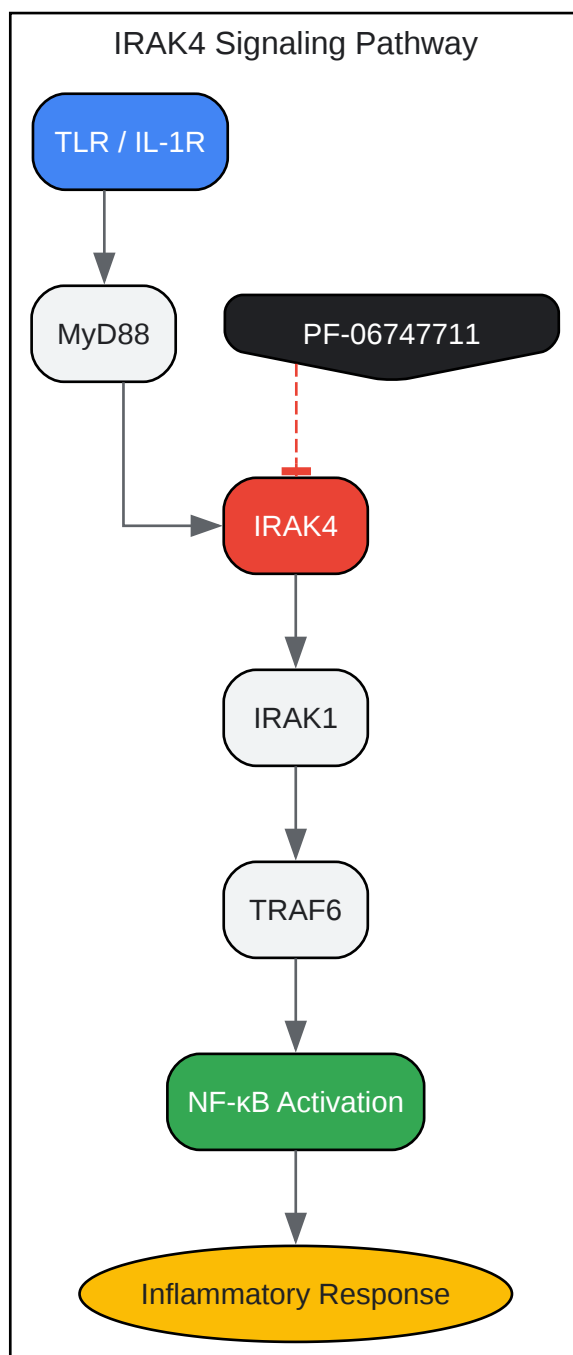 IRAK4 Signaling Pathway
TLR / IL-1R
MyD88
PF-06747711
IRAK4
IRAK1
TRAF6
NF-κB Activation
Inflammatory Response